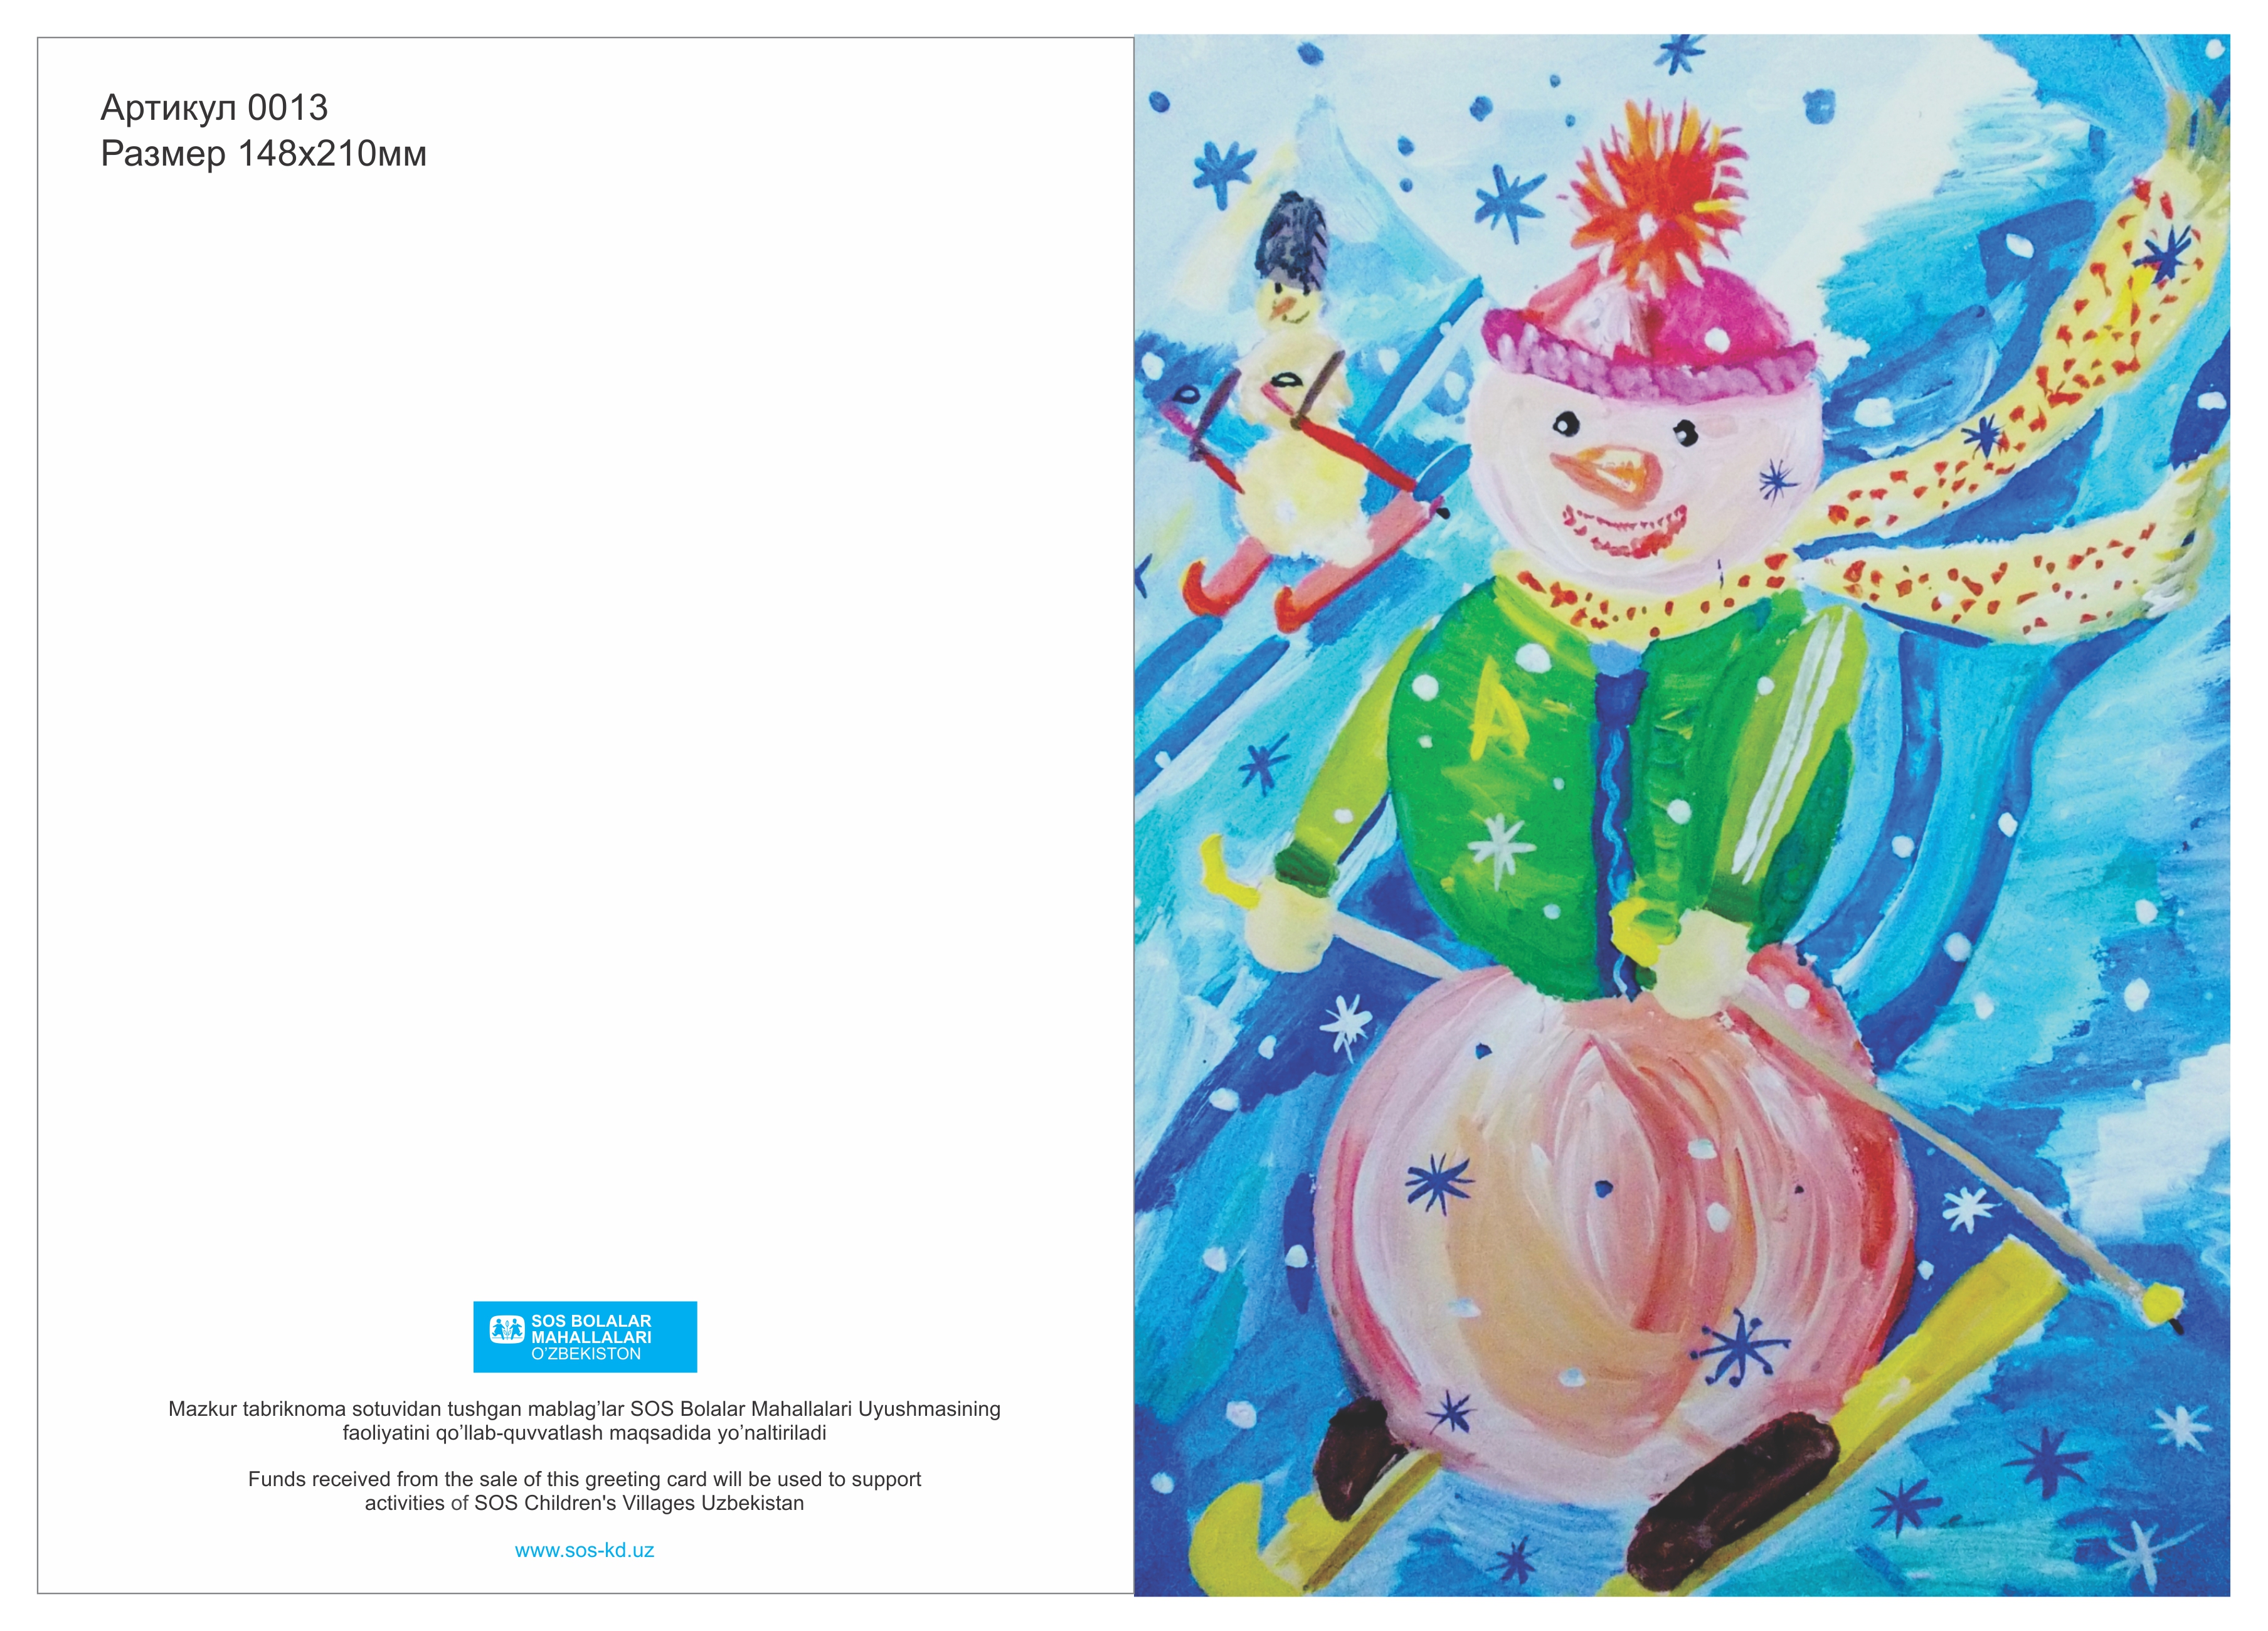 Артикул 0013
Размер 148x210мм
A
SOS BOLALAR
MAHALLALARI
O'ZBEKISTON
Mazkur tabriknoma sotuvidan tushgan mablag’lar SOS Bolalar Mahallalari Uyushmasining
faoliyatini qo’llab-quvvatlash maqsadida yo’naltiriladi
Funds received from the sale of this greeting card will be used to support
activities of SOS Children's Villages Uzbekistan
www.sos-kd.uz